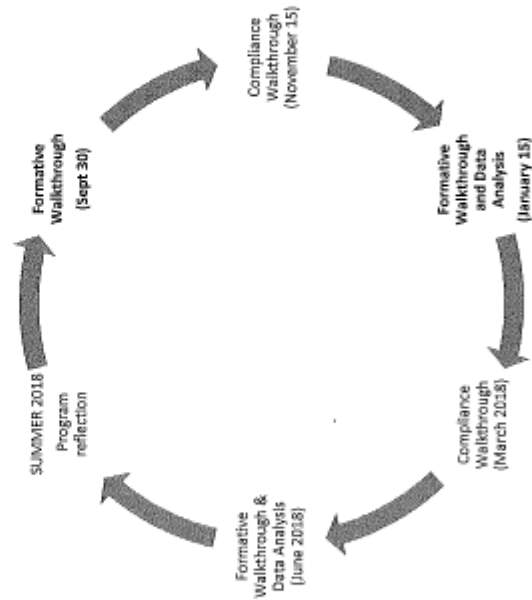 Formative
Walkthrough
(Sept 30)
Compliance
Walkthrough
(November 15)
Formative
Walkthrough
and Data
Analysis
(January 15)
Compliance
Walkthrough
(March 2018)
Formative
Walkthrough &
Data Analysis
(June 2018)
SUMMER 2018
Program
reflection